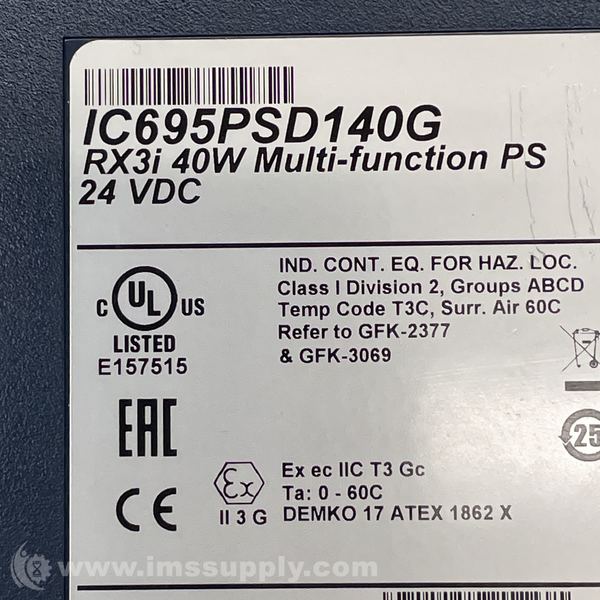 IC695PSD140G
RX3i 40W Multi-function PS
24 VDC
IND. CONT. EQ. FOR HAZ. LOC.
Class I Division 2, Groups ABCD
Temp Code T3C, Surr. Air 60C
Refer to GFK-2377
& GFK-3069
C UL US
LISTED
E157515
25
EAC
CE
Ex
II 3 G
Ex ec IIC T3 Gc
Ta: 0 - 60C
DEMKO 17 ATEX 1862 X
© www.imssupply.com